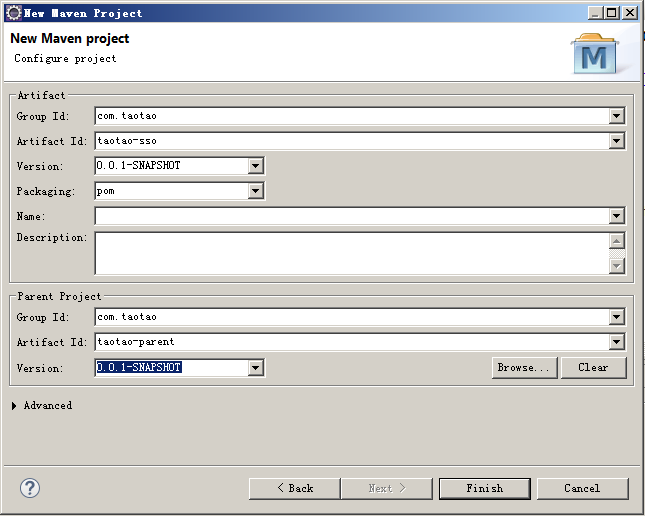 New Maven Project
New Maven project
Configure project
M
Artifact
Group Id: com.taotao
Artifact Id: taotao-sso
Version: 0.0.1-SNAPSHOT
Packaging: pom
Name:
Description:
Parent Project
Group Id: com.taotao
Artifact Id: taotao-parent
Version: 0.0.1-SNAPSHOT Browse... Clear
Advanced
? < Back Next > Finish Cancel